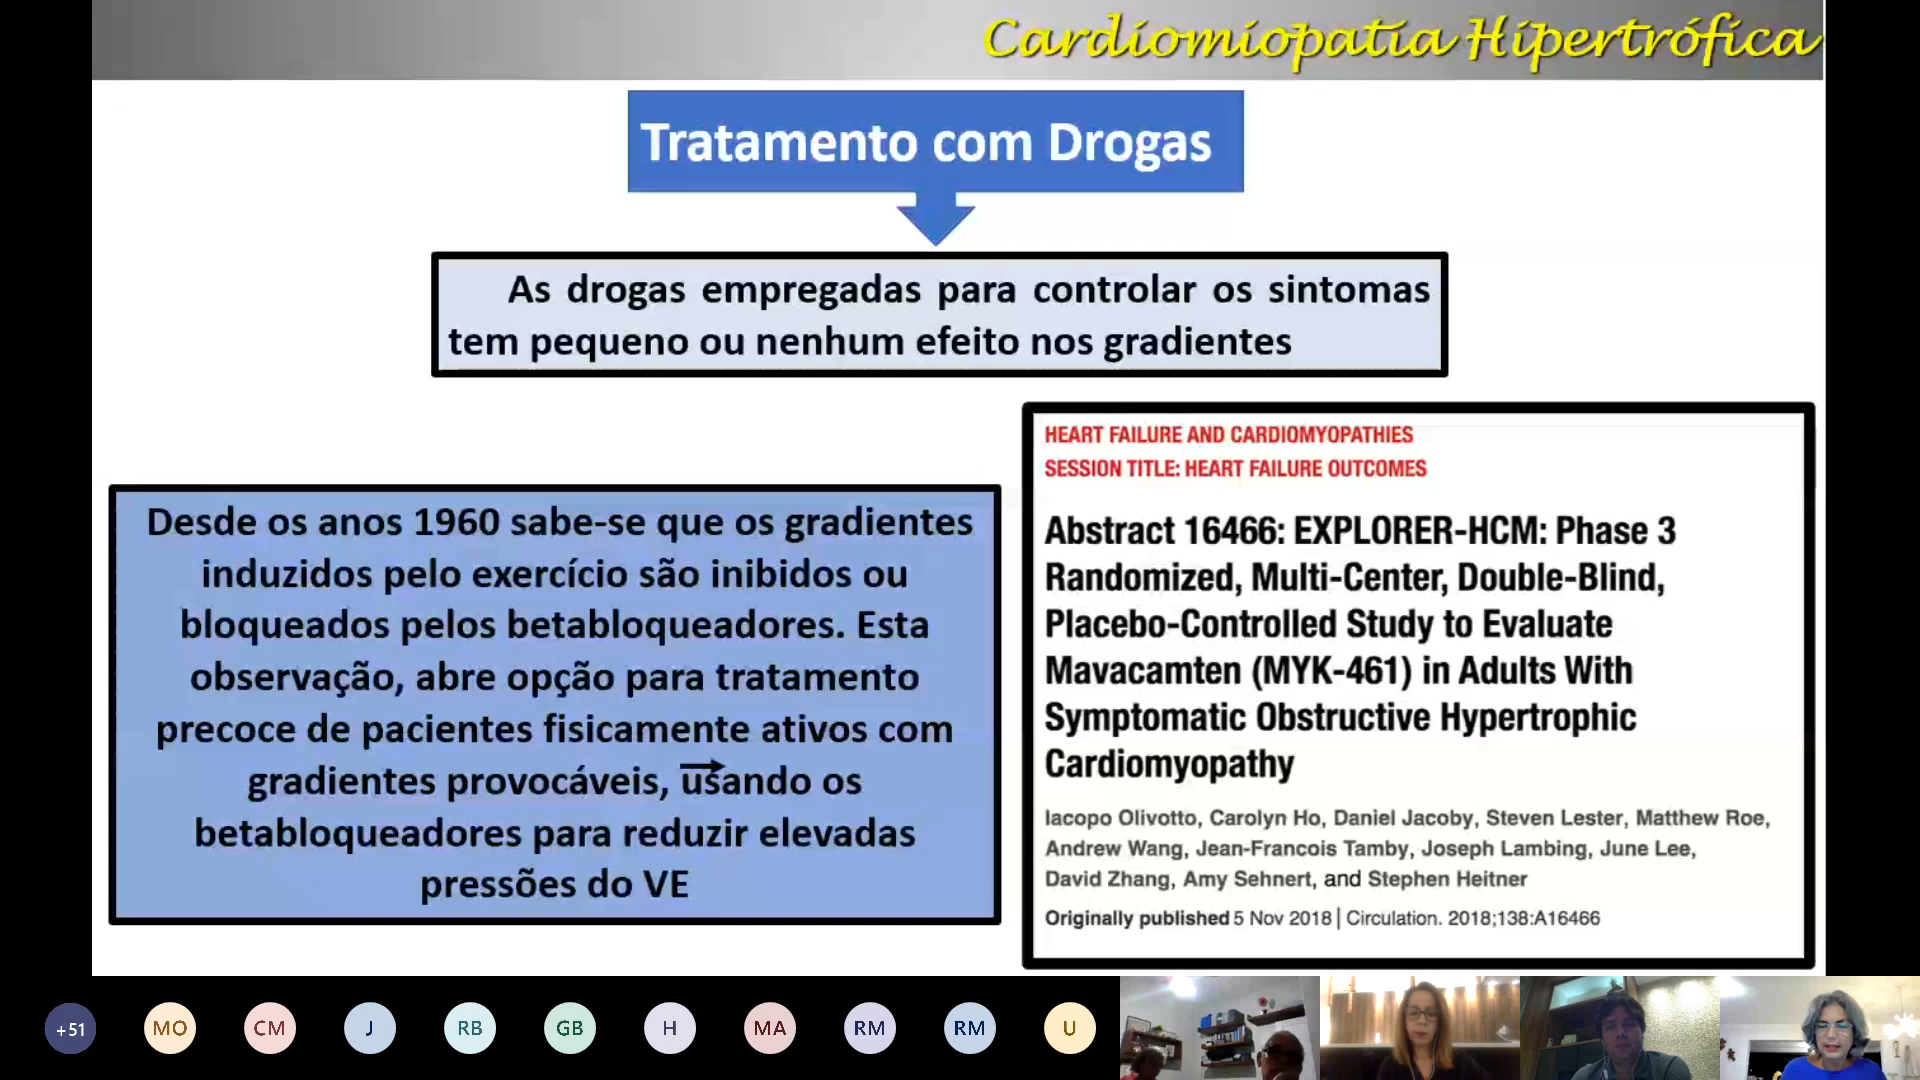 Cardiomiopatia Hipertrófica
Tratamento com Drogas
As drogas empregadas para controlar os sintomas
tem pequeno ou nenhum efeito nos gradientes
Desde os anos 1960 sabe-se que os gradientes
induzidos pelo exercício são inibidos ou
bloqueados pelos betabloqueadores. Esta
observação, abre opção para tratamento
precoce de pacientes fisicamente ativos com
gradientes provocáveis, usando os
betabloqueadores para reduzir elevadas
pressões do VE
HEART FAILURE AND CARDIOMYOPATHIES
SESSION TITLE: HEART FAILURE OUTCOMES
Abstract 16466: EXPLORER-HCM: Phase 3
Randomized, Multi-Center, Double-Blind,
Placebo-Controlled Study to Evaluate
Mavacamten (MYK-461) in Adults With
Symptomatic Obstructive Hypertrophic
Cardiomyopathy
Iacopo Olivotto, Carolyn Ho, Daniel Jacoby, Steven Lester, Matthew Roe,
Andrew Wang, Jean-Francois Tamby, Joseph Lambing, June Lee,
David Zhang, Amy Sehnert, and Stephen Heitner
Originally published 5 Nov 2018 | Circulation. 2018;138:A16466
+51 MO CM J RB GB H MA RM RM U